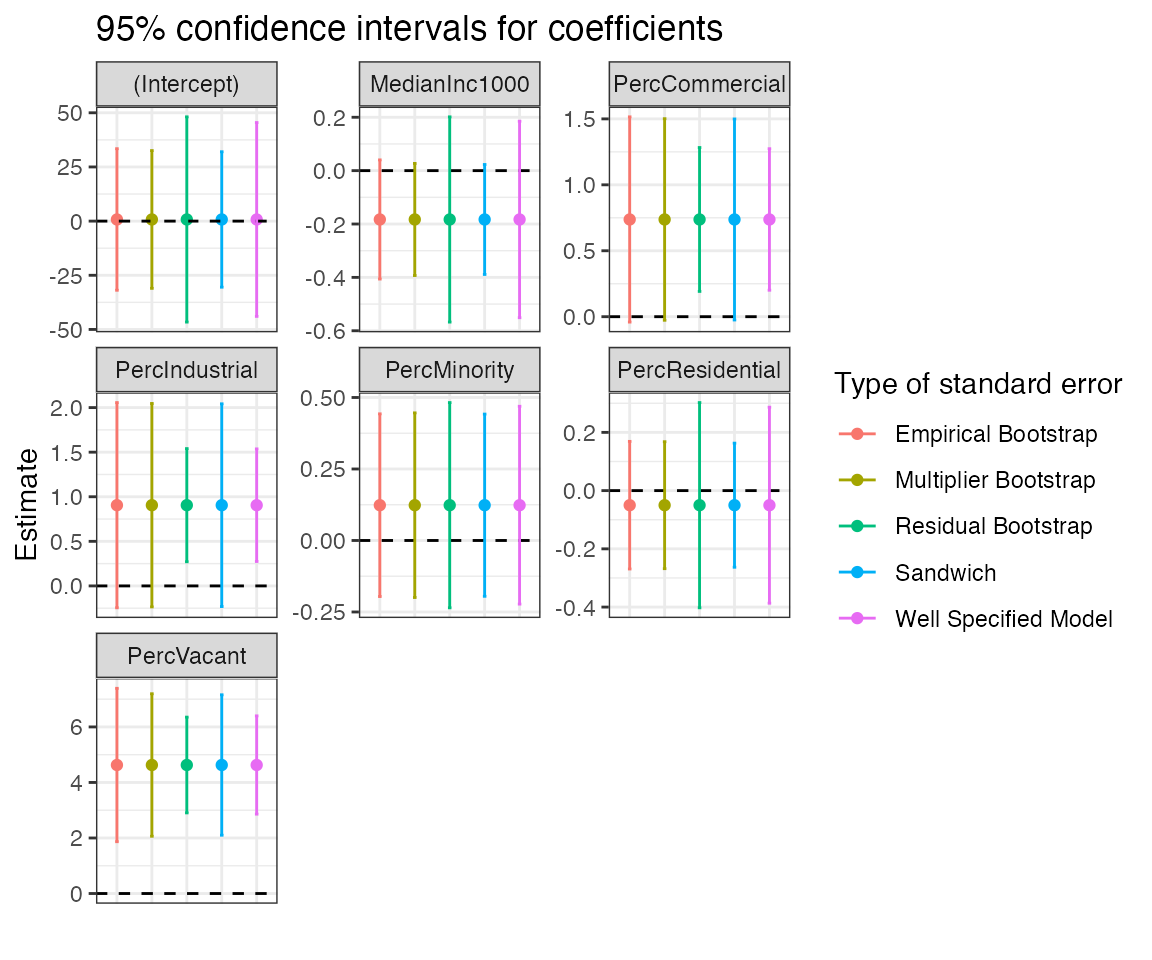 95% confidence intervals for coefficients
(Intercept)
50
25
0
-25
-50
MedianInc1000
0.2
0.0
-0.2
-0.4
-0.6
PercCommercial
1.5
1.0
0.5
0.0
PercIndustrial
2.0
1.5
1.0
0.5
0.0
PercMinority
0.50
0.25
0.00
-0.25
PercResidential
0.2
0.0
-0.2
-0.4
PercVacant
6
4
2
0
Estimate
Type of standard error
Empirical Bootstrap
Multiplier Bootstrap
Residual Bootstrap
Sandwich
Well Specified Model